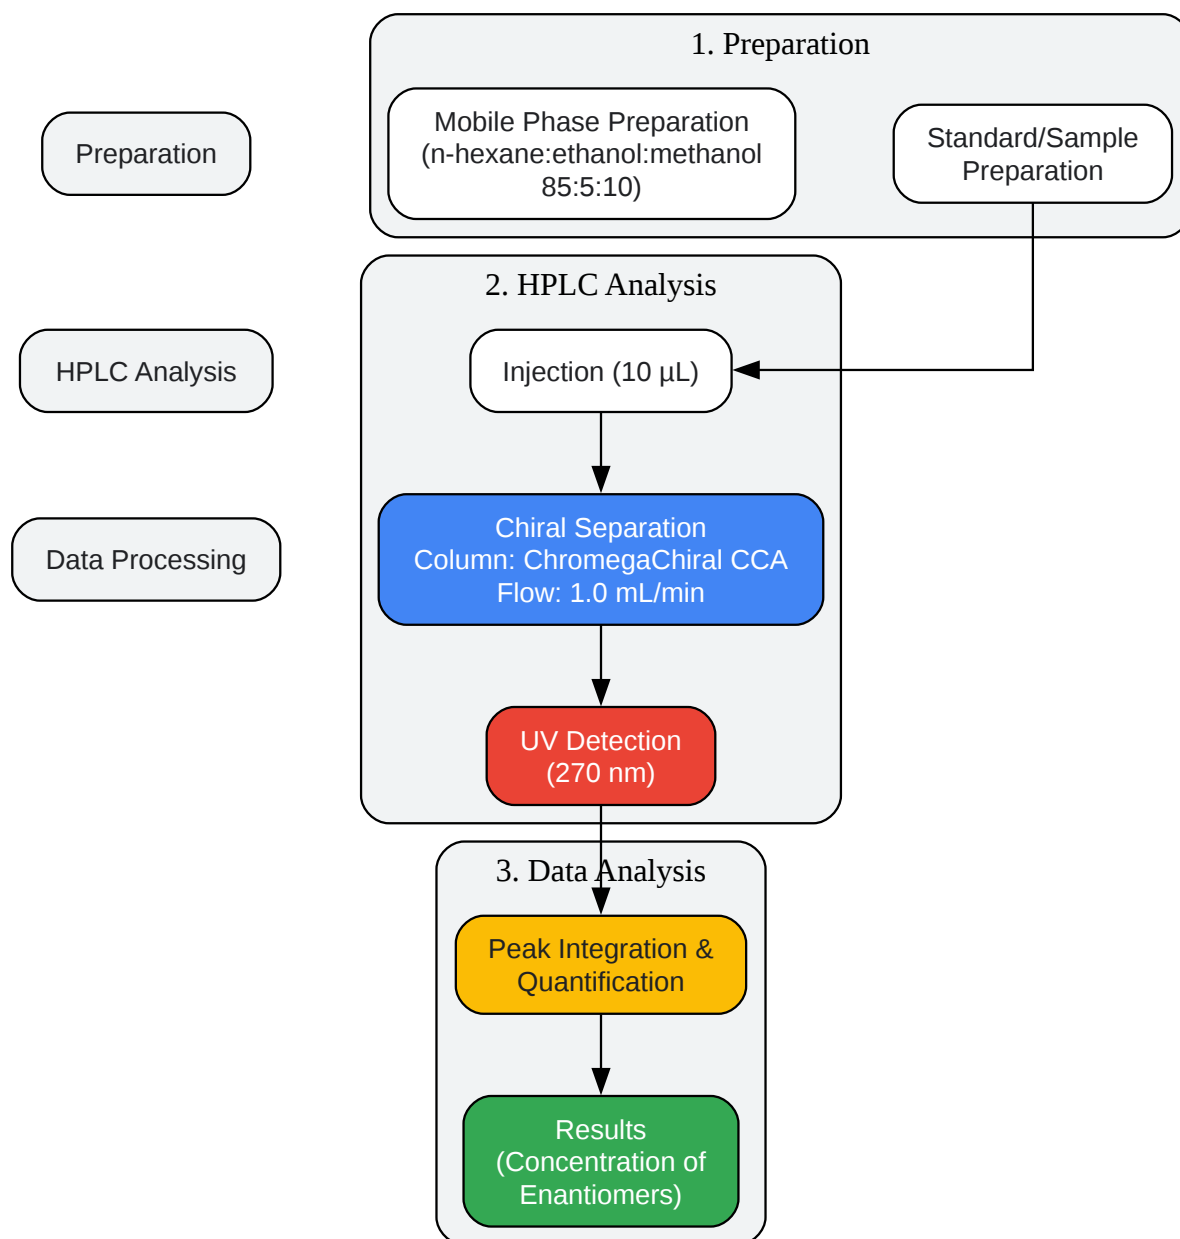 1. Preparation
Preparation
Mobile Phase Preparation
(n-hexane:ethanol:methanol
85:5:10)
Standard/Sample
Preparation
2. HPLC Analysis
HPLC Analysis
Injection (10 µL)
Data Processing
Chiral Separation
Column: ChromegaChiral CCA
Flow: 1.0 mL/min
UV Detection
(270 nm)
3. Data Analysis
Peak Integration &
Quantification
Results
(Concentration of
Enantiomers)